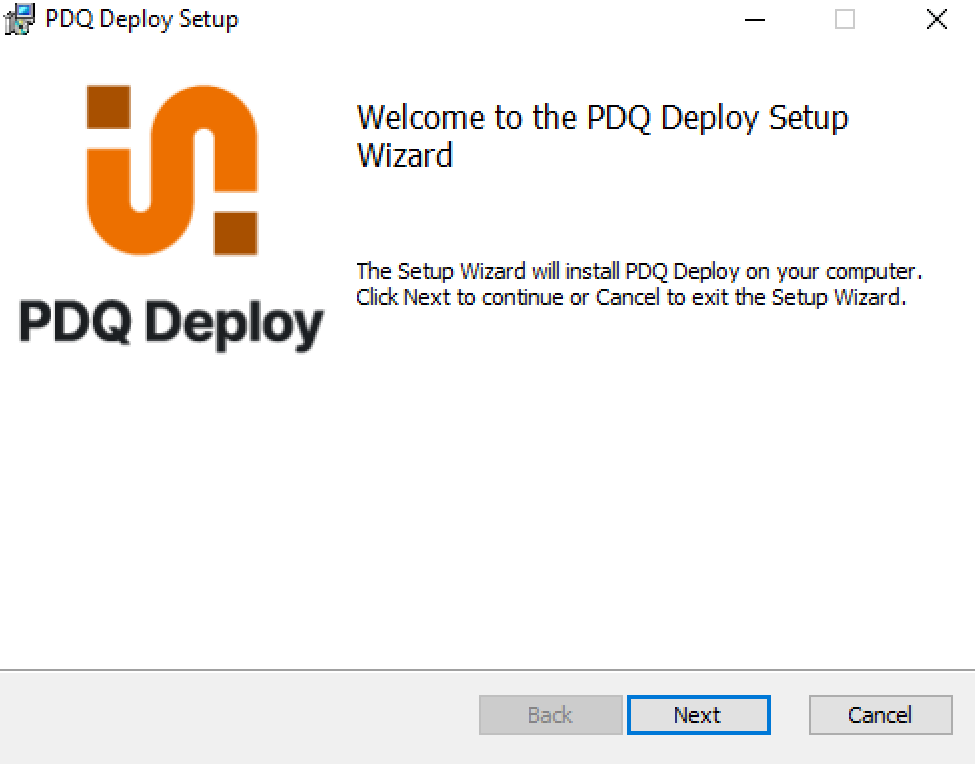 PDQ Deploy Setup
Welcome to the PDQ Deploy Setup
Wizard
PDQ Deploy
The Setup Wizard will install PDQ Deploy on your computer.
Click Next to continue or Cancel to exit the Setup Wizard.
Back
Next
Cancel